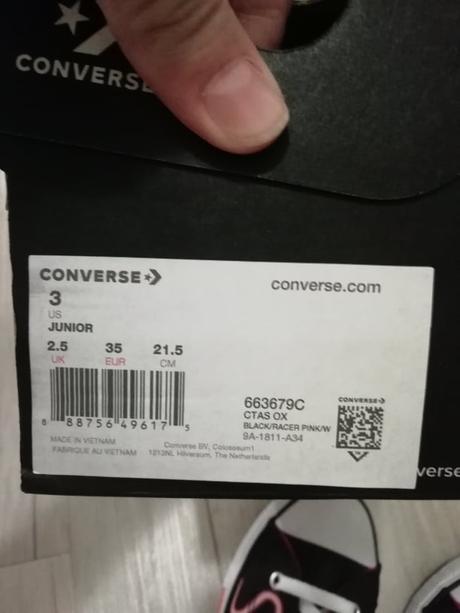 CONVERSE
CONVERSE
converse.com
3
US
JUNIOR
2.5 35 21.5
UK EUR CM
8 88756 49617 5
663679C
CTAS OX
BLACK/RACER PINK/W
9A-1811-A34
CONVERSE
MADE IN VIETNAM
FABRIQUE AU VIETNAM
Converse BV, Colosseum1
1213NL Hilversum, The Netherlands
verse